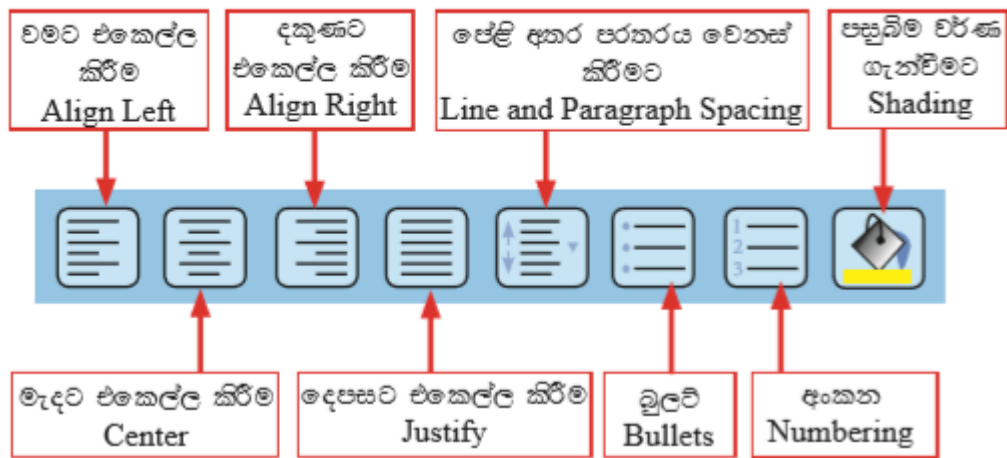 වමට එකෙල්ල
කිරීම
Align Left
දකුණට
එකෙල්ල කිරීම
Align Right
පේළි අතර පරතරය වෙනස්
කිරීමට
Line and Paragraph Spacing
පසුබිම වර්ණ
ගැන්වීමට
Shading
1
2
3
මැදට එකෙල්ල කිරීම
Center
දෙපසට එකෙල්ල කිරීම
Justify
බුලට්
Bullets
අංකන
Numbering